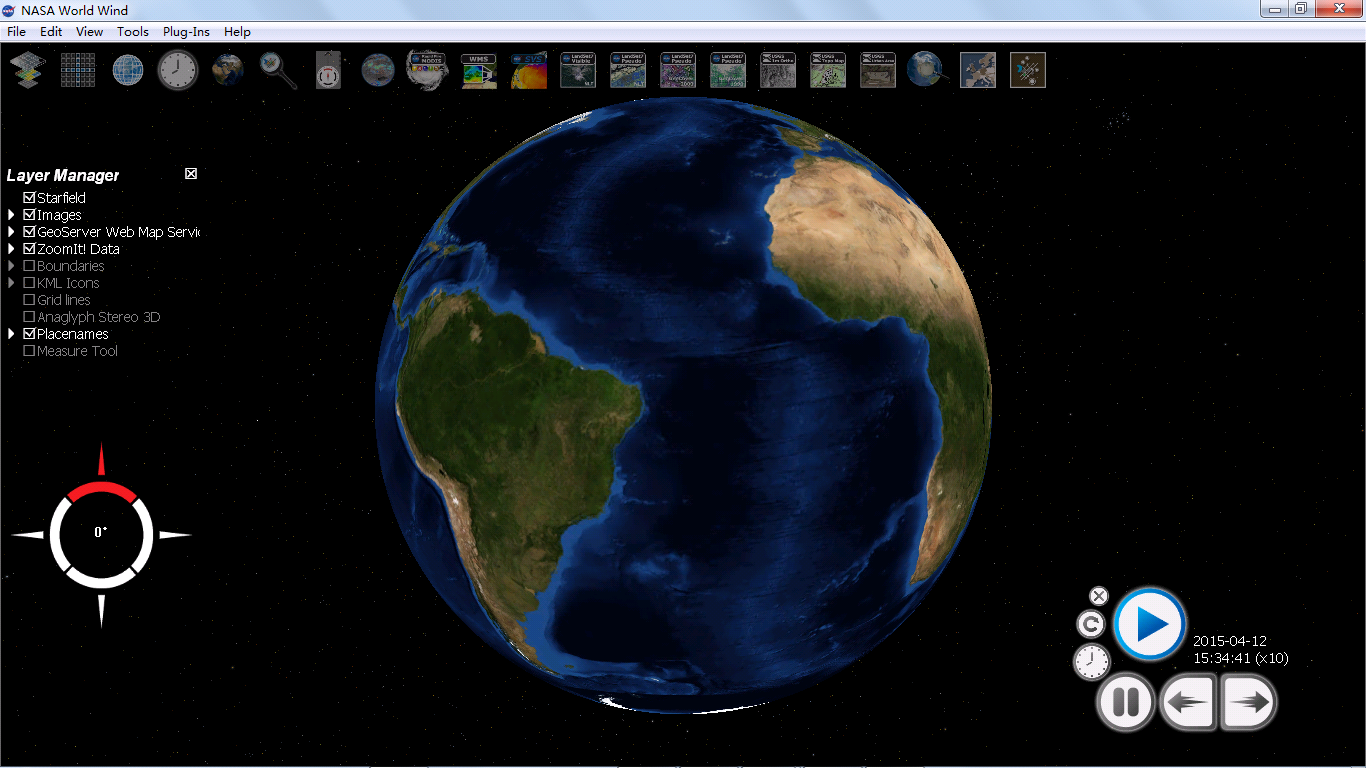 NASA World Wind
File Edit View Tools Plug-Ins Help
WMS
SVS
Layer Manager
Starfield
Images
GeoServer Web Map Servic
ZoomIt! Data
Boundaries
KML Icons
Grid lines
Anaglyph Stereo 3D
Placenames
Measure Tool
0°
2015-04-12
15:34:41 (x10)